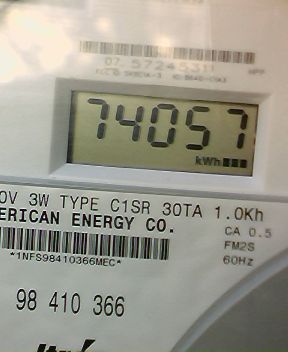 07. 57245311
74057
kWh
0V 3W TYPE C1SR 30TA 1.0Kh
ERICAN ENERGY CO. CA 0.5
FM2S
*1NFS98410366MEC* 60Hz
98 410 366